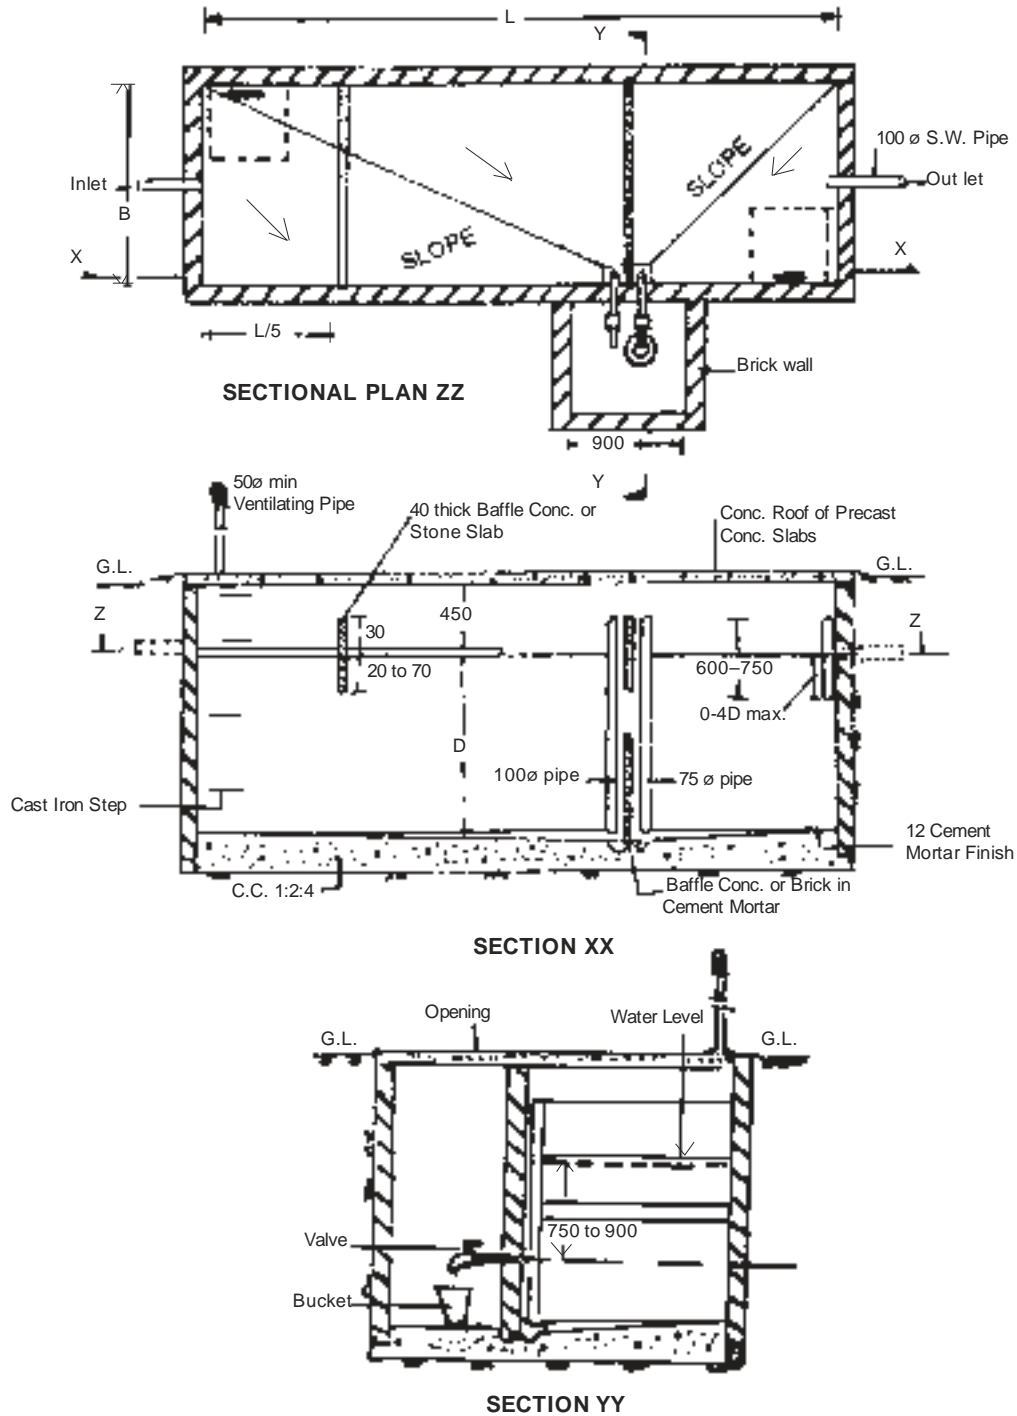 L
Y
100 ø S.W. Pipe
Inlet
Out let
B
SLOPE
SLOPE
X
X
L/5
Brick wall
SECTIONAL PLAN ZZ
900
Y
50ø min
Ventilating Pipe
40 thick Baffle Conc. or
Stone Slab
Conc. Roof of Precast
Conc. Slabs
G.L.
G.L.
Z
Z
450
30
20 to 70
600–750
0-4D max.
D
100ø pipe
75 ø pipe
Cast Iron Step
12 Cement
Mortar Finish
C.C. 1:2:4
Baffle Conc. or Brick in
Cement Mortar
SECTION XX
Opening
Water Level
G.L.
G.L.
750 to 900
Valve
Bucket
SECTION YY